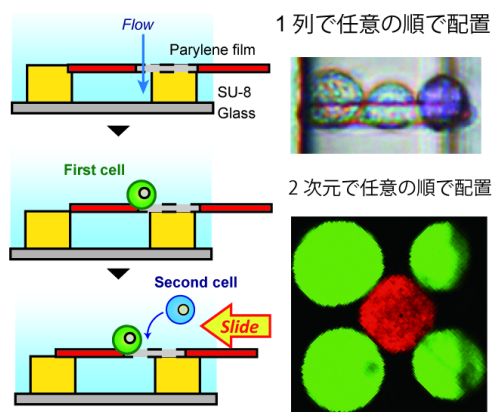 Flow
Parylene film
SU-8
Glass
First cell
Second cell
Slide
1列で任意の順で配置
2次元で任意の順で配置